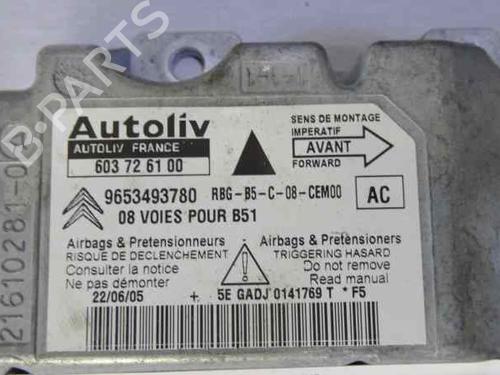 Autoliv
AUTOLIV FRANCE
603 72 61 00
SENS DE MONTAGE
IMPERATIF
AVANT
FORWARD
9653493780 RBG-B5-C-08-CEM00
AC
08 VOIES POUR B51
Airbags & Pretensionneurs
RISQUE DE DECLENCHEMENT
Consulter la notice
Ne pas démonter
Airbags & Pretensioners
TRIGGERING HASARD
Do not remove
Read manual
22/06/05 + 5E GADJ 0141769 T * F5
B-PARTS